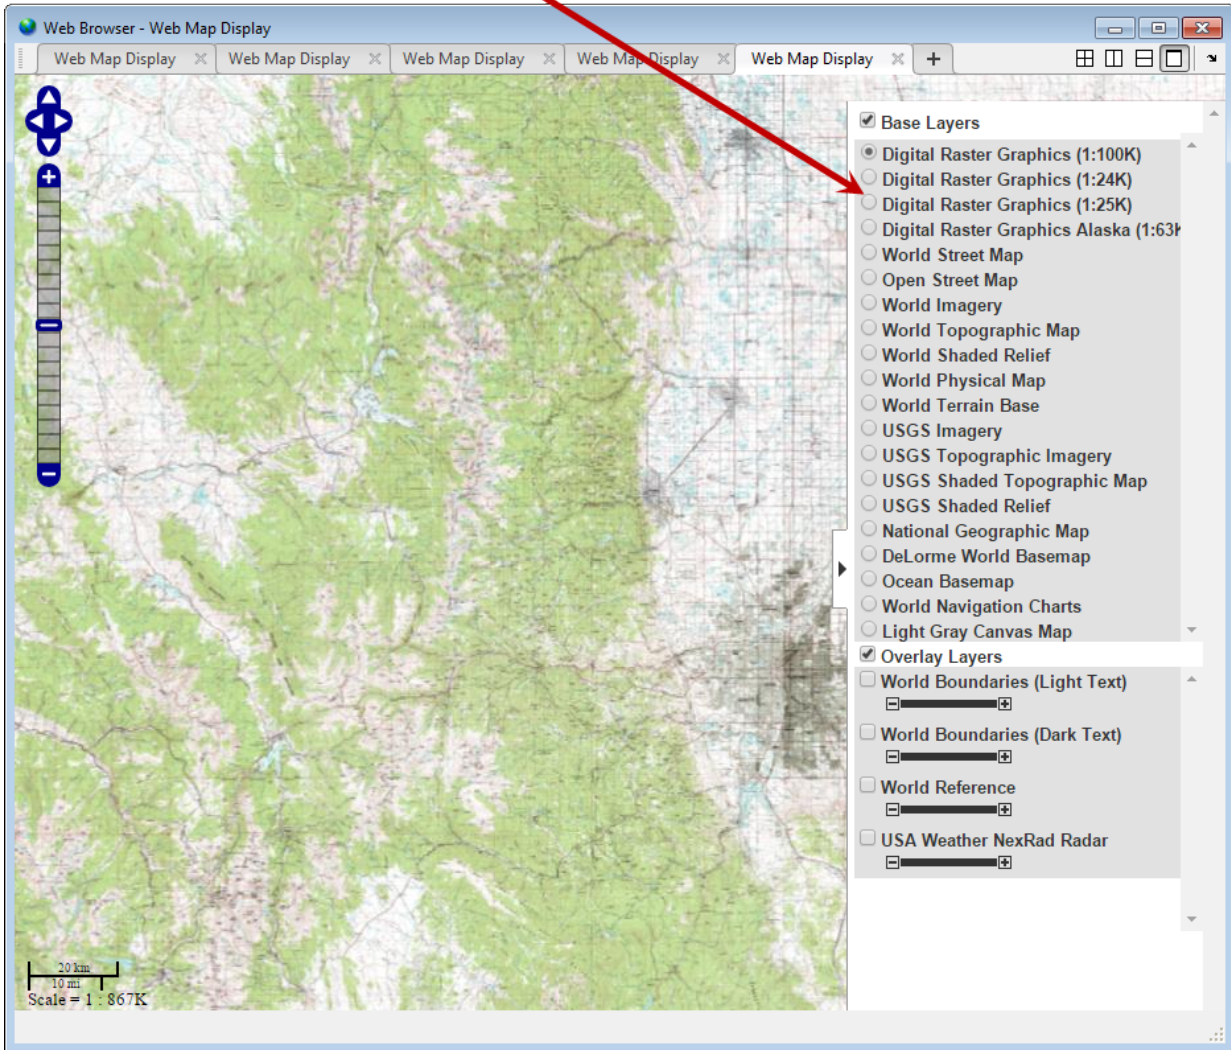 Web Browser - Web Map Display
Web Map Display Web Map Display Web Map Display Web Map Display Web Map Display
Base Layers
Digital Raster Graphics (1:100K)
Digital Raster Graphics (1:24K)
Digital Raster Graphics (1:25K)
Digital Raster Graphics Alaska (1:63K
World Street Map
Open Street Map
World Imagery
World Topographic Map
World Shaded Relief
World Physical Map
World Terrain Base
USGS Imagery
USGS Topographic Imagery
USGS Shaded Topographic Map
USGS Shaded Relief
National Geographic Map
DeLorme World Basemap
Ocean Basemap
World Navigation Charts
Light Gray Canvas Map
Overlay Layers
World Boundaries (Light Text)
World Boundaries (Dark Text)
World Reference
USA Weather NexRad Radar
20 km
10 mi
Scale = 1 : 867K